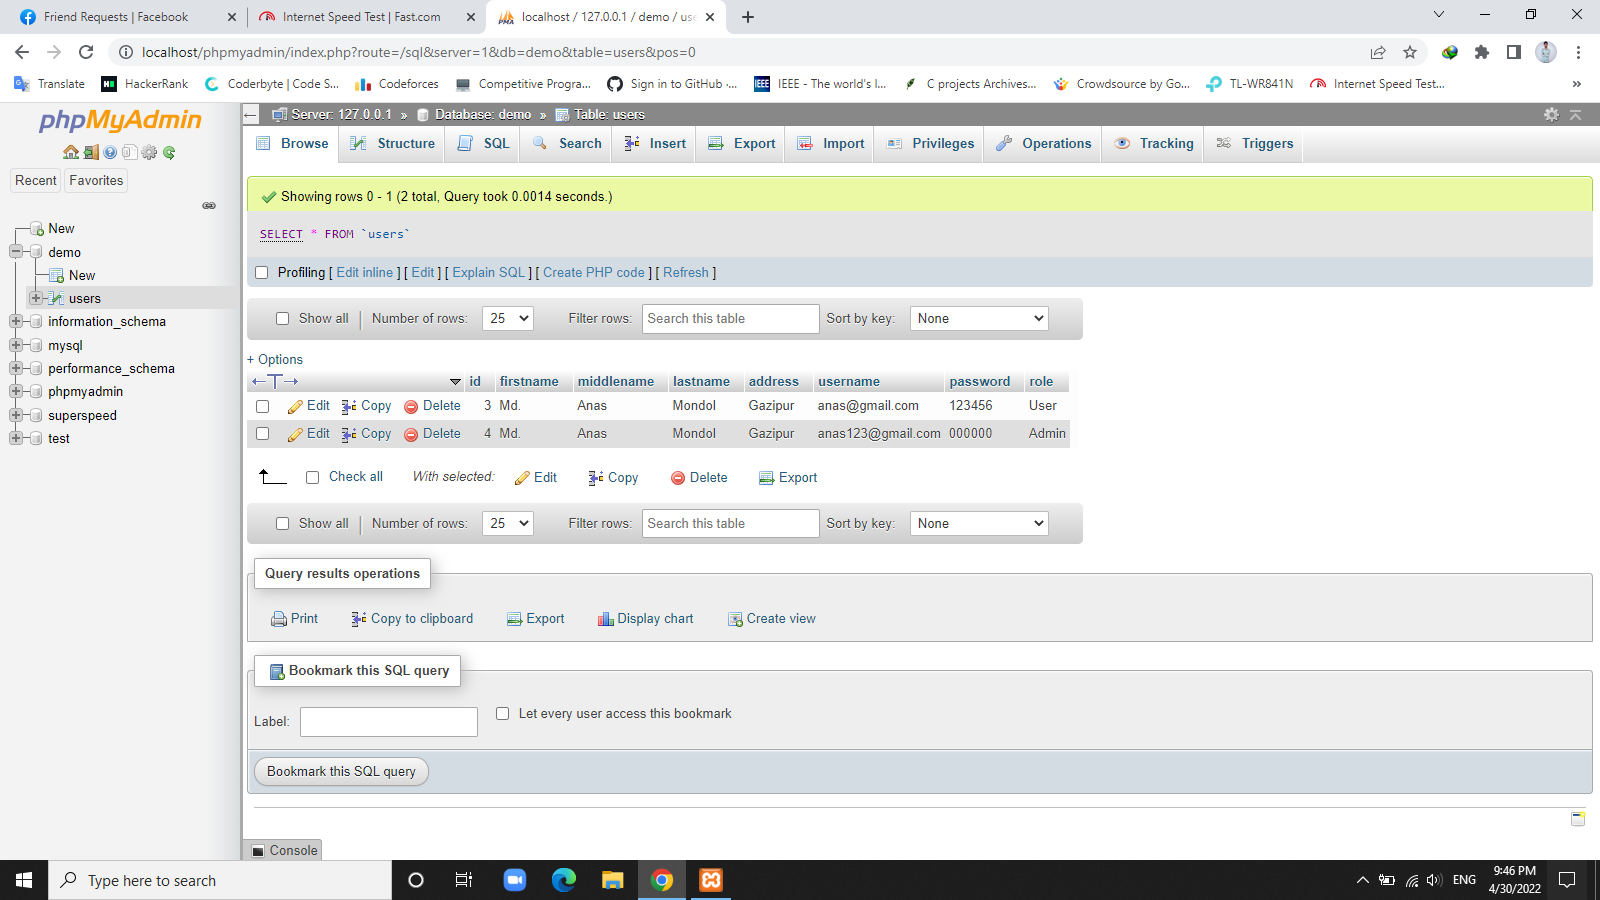 Friend Requests | Facebook
Internet Speed Test | Fast.com
localhost / 127.0.0.1 / demo / use
localhost/phpmyadmin/index.php?route=/sql&server=1&db=demo&table=users&pos=0
Translate
HackerRank
Coderbyte | Code S...
Codeforces
Competitive Progra...
Sign in to GitHub ·...
IEEE - The world's l...
C projects Archives...
Crowdsource by Go...
TL-WR841N
Internet Speed Test...
»
phpMyAdmin
Recent
Favorites
New
demo
New
users
information_schema
mysql
performance_schema
phpmyadmin
superspeed
test
Server: 127.0.0.1 » Database: demo » Table: users
Browse Structure SQL Search Insert Export Import Privileges Operations Tracking Triggers
Showing rows 0 - 1 (2 total, Query took 0.0014 seconds.)
SELECT * FROM `users`
Profiling [ Edit inline ] [ Edit ] [ Explain SQL ] [ Create PHP code ] [ Refresh ]
Show all | Number of rows: 25 Filter rows: Search this table Sort by key: None
+ Options
id firstname middlename lastname address username password role
Edit Copy Delete 3 Md. Anas Mondol Gazipur anas@gmail.com 123456 User
Edit Copy Delete 4 Md. Anas Mondol Gazipur anas123@gmail.com 000000 Admin
Check all With selected: Edit Copy Delete Export
Show all | Number of rows: 25 Filter rows: Search this table Sort by key: None
Query results operations
Print Copy to clipboard Export Display chart Create view
Bookmark this SQL query
Label: Let every user access this bookmark
Bookmark this SQL query
Console
Type here to search
ENG
9:46 PM
4/30/2022